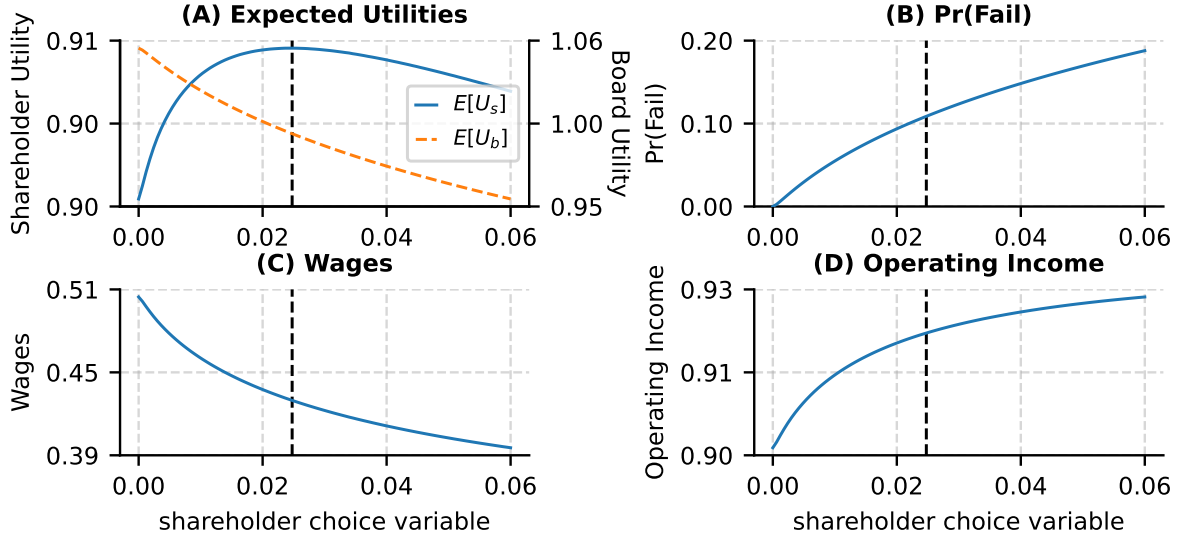 (A) Expected Utilities
Shareholder Utility
0.91
0.90
0.90
1.06
1.00
0.95
Board Utility
E[U_s]
E[U_b]
0.00 0.02 0.04 0.06
(B) Pr(Fail)
Pr(Fail)
0.20
0.10
0.00
0.00 0.02 0.04 0.06
(C) Wages
Wages
0.51
0.45
0.39
0.00 0.02 0.04 0.06
shareholder choice variable
(D) Operating Income
Operating Income
0.93
0.91
0.90
0.00 0.02 0.04 0.06
shareholder choice variable